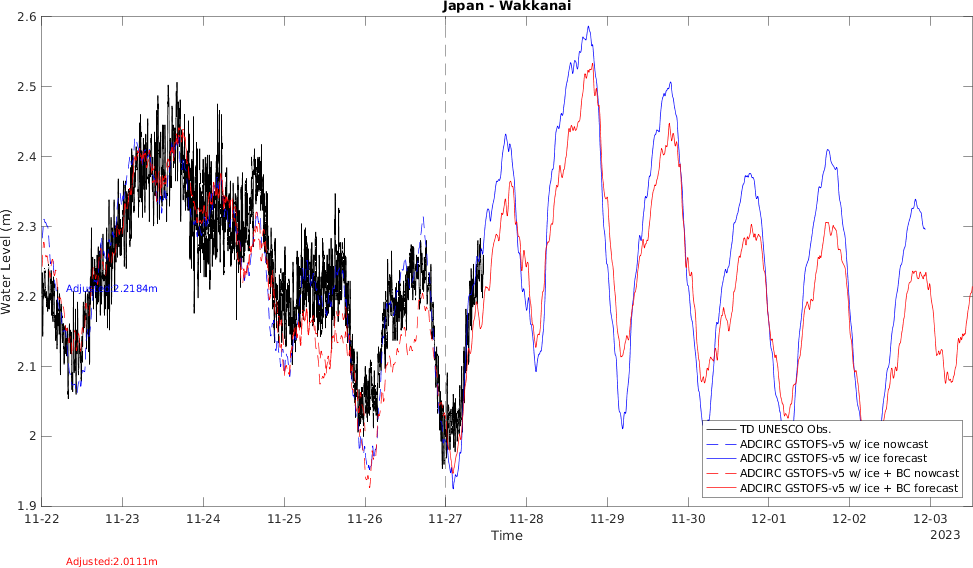 Japan - Wakkanai
2.6
2.5
2.4
2.3
2.2
2.1
2
1.9
Water Level (m)
Adjusted:2.2184m
TD UNESCO Obs.
ADCIRC GSTOFS-v5 w/ ice nowcast
ADCIRC GSTOFS-v5 w/ ice forecast
ADCIRC GSTOFS-v5 w/ ice + BC nowcast
ADCIRC GSTOFS-v5 w/ ice + BC forecast
11-22 11-23 11-24 11-25 11-26 11-27 11-28 11-29 11-30 12-01 12-02 12-03
Time
2023
Adjusted:2.0111m